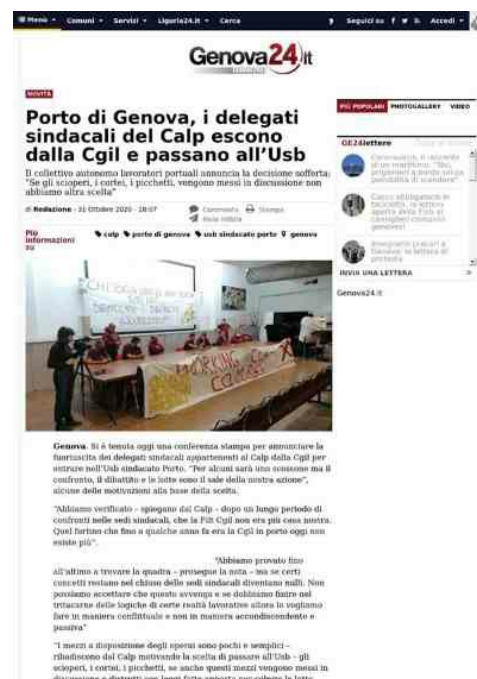 Menù Comuni Servizi Liguria24.it Cerca Seguici su Accedi
Genova24.it
NOVITÀ
Porto di Genova, i delegati
sindacali del Calp escono
dalla Cgil e passano all'Usb
Il collettivo autonomo lavoratori portuali annuncia la decisione sofferta:
"Se gli scioperi, i cortei, i picchetti, vengono messi in discussione non
abbiamo altra scelta"
di Redazione - 31 Ottobre 2020 - 18:07
Commenta Stampa
Invia notizia
Più
informazioni
su
calp porto di genova usb sindacato porto genova
PIÙ POPOLARI PHOTOGALLERY VIDEO
GE24lettere
INVIA UNA LETTERA
Genova24.it
WORKING CLASS
Genova. Si è tenuta oggi una conferenza stampa per annunciare la
fuoriuscita dei delegati sindacali appartenenti al Calp dalla Cgil per
entrare nell'Usb sindacato Porto. "Per alcuni sarà uno scossone ma il
confronto, il dibattito e le lotte sono il sale della nostra azione",
alcune delle motivazioni alla base della scelta.
"Abbiamo verificato – spiegano dal Calp - dopo un lungo periodo di
confronti nelle sedi sindacali, che la Filt Cgil non era più casa nostra.
Quel fortino che fino a qualche anno fa era la Cgil in porto oggi non
esiste più".
"Abbiamo provato fino
all'ultimo a trovare la quadra – prosegue la nota – ma se certi
concetti restano nel chiuso delle sedi sindacali diventano nulli. Non
possiamo accettare che questo avvenga e se dobbiamo finire nel
tritacarne delle logiche di certe realtà lavorative allora lo vogliamo
fare in maniera conflittuale e non in maniera accondiscendente e
passiva"
"I mezzi a disposizione degli operai sono pochi e semplici –
ribadiscono dal Calp motivando la scelta di passare all'Usb – gli
scioperi, i cortei, i picchetti, se anche questi mezzi vengono messi in